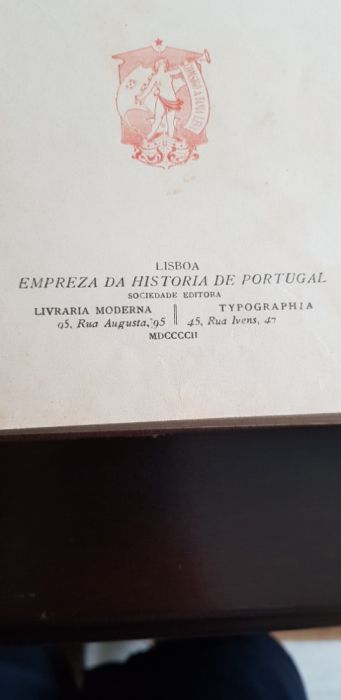 LISBOA
EMPREZA DA HISTORIA DE PORTUGAL
SOCIEDADE EDITORA
LIVRARIA MODERNA ‖ TYPOGRAPHIA
95, Rua Augusta, 95 ‖ 45, Rua Ivens, 47
MDCCCCII